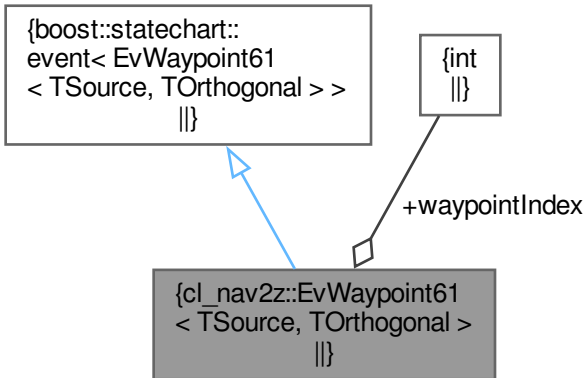 {boost::statechart::
event< EvWaypoint61
< TSource, TOrthogonal > >
||}
{int
||}
+waypointIndex
{cl_nav2z::EvWaypoint61
< TSource, TOrthogonal >
||}